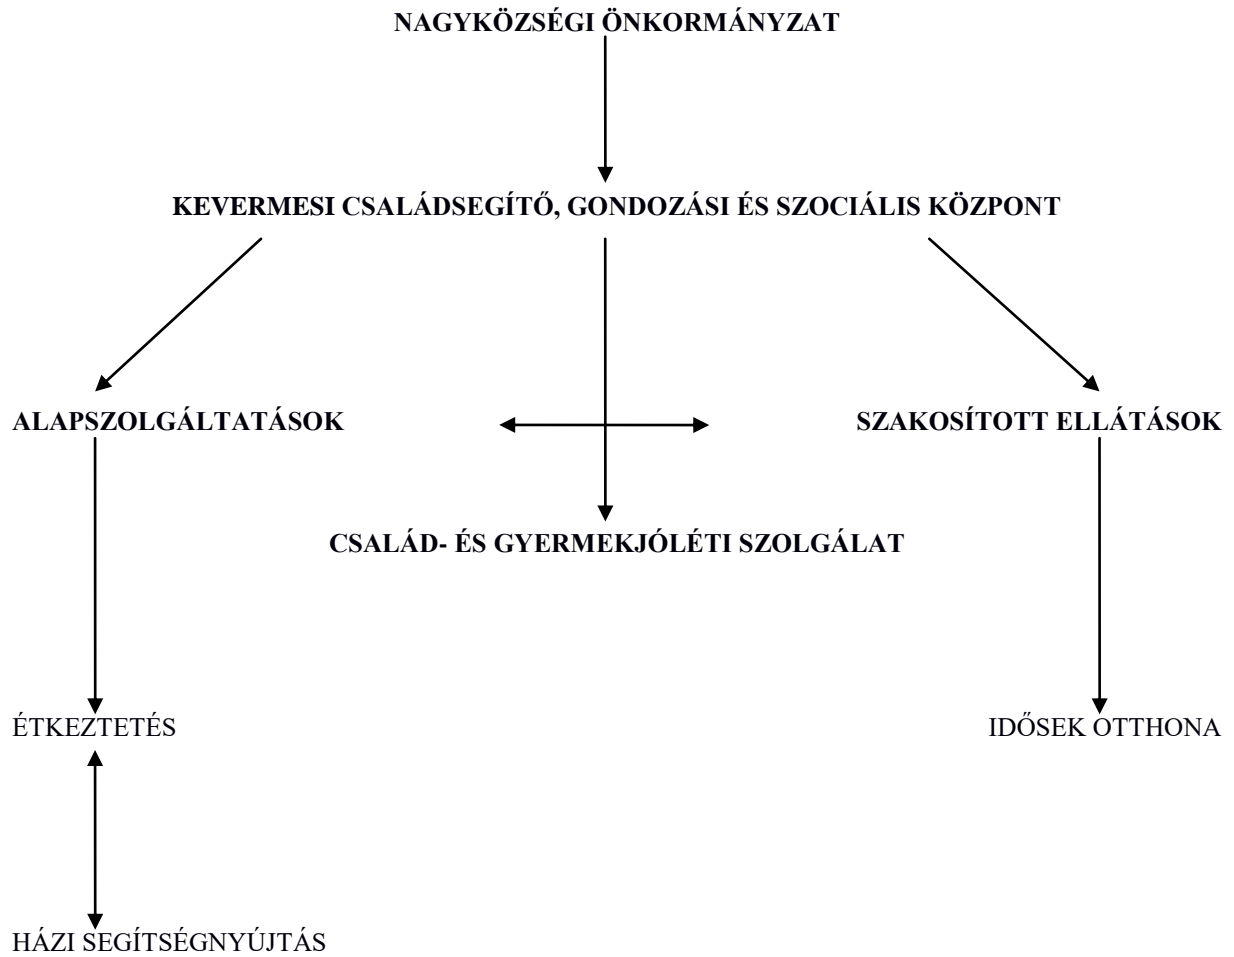 NAGYKÖZSÉGI ÖNKORMÁNYZAT
KEVERMESI CSALÁDSEGÍTŐ, GONDOZÁSI ÉS SZOCIÁLIS KÖZPONT
ALAPSZOLGÁLTATÁSOK
SZAKOSÍTOTT ELLÁTÁSOK
CSALÁD- ÉS GYERMEKJÓLÉTI SZOLGÁLAT
ÉTKEZTETÉS
IDŐSEK OTTHONA
HÁZI SEGÍTSÉGNYÚJTÁS